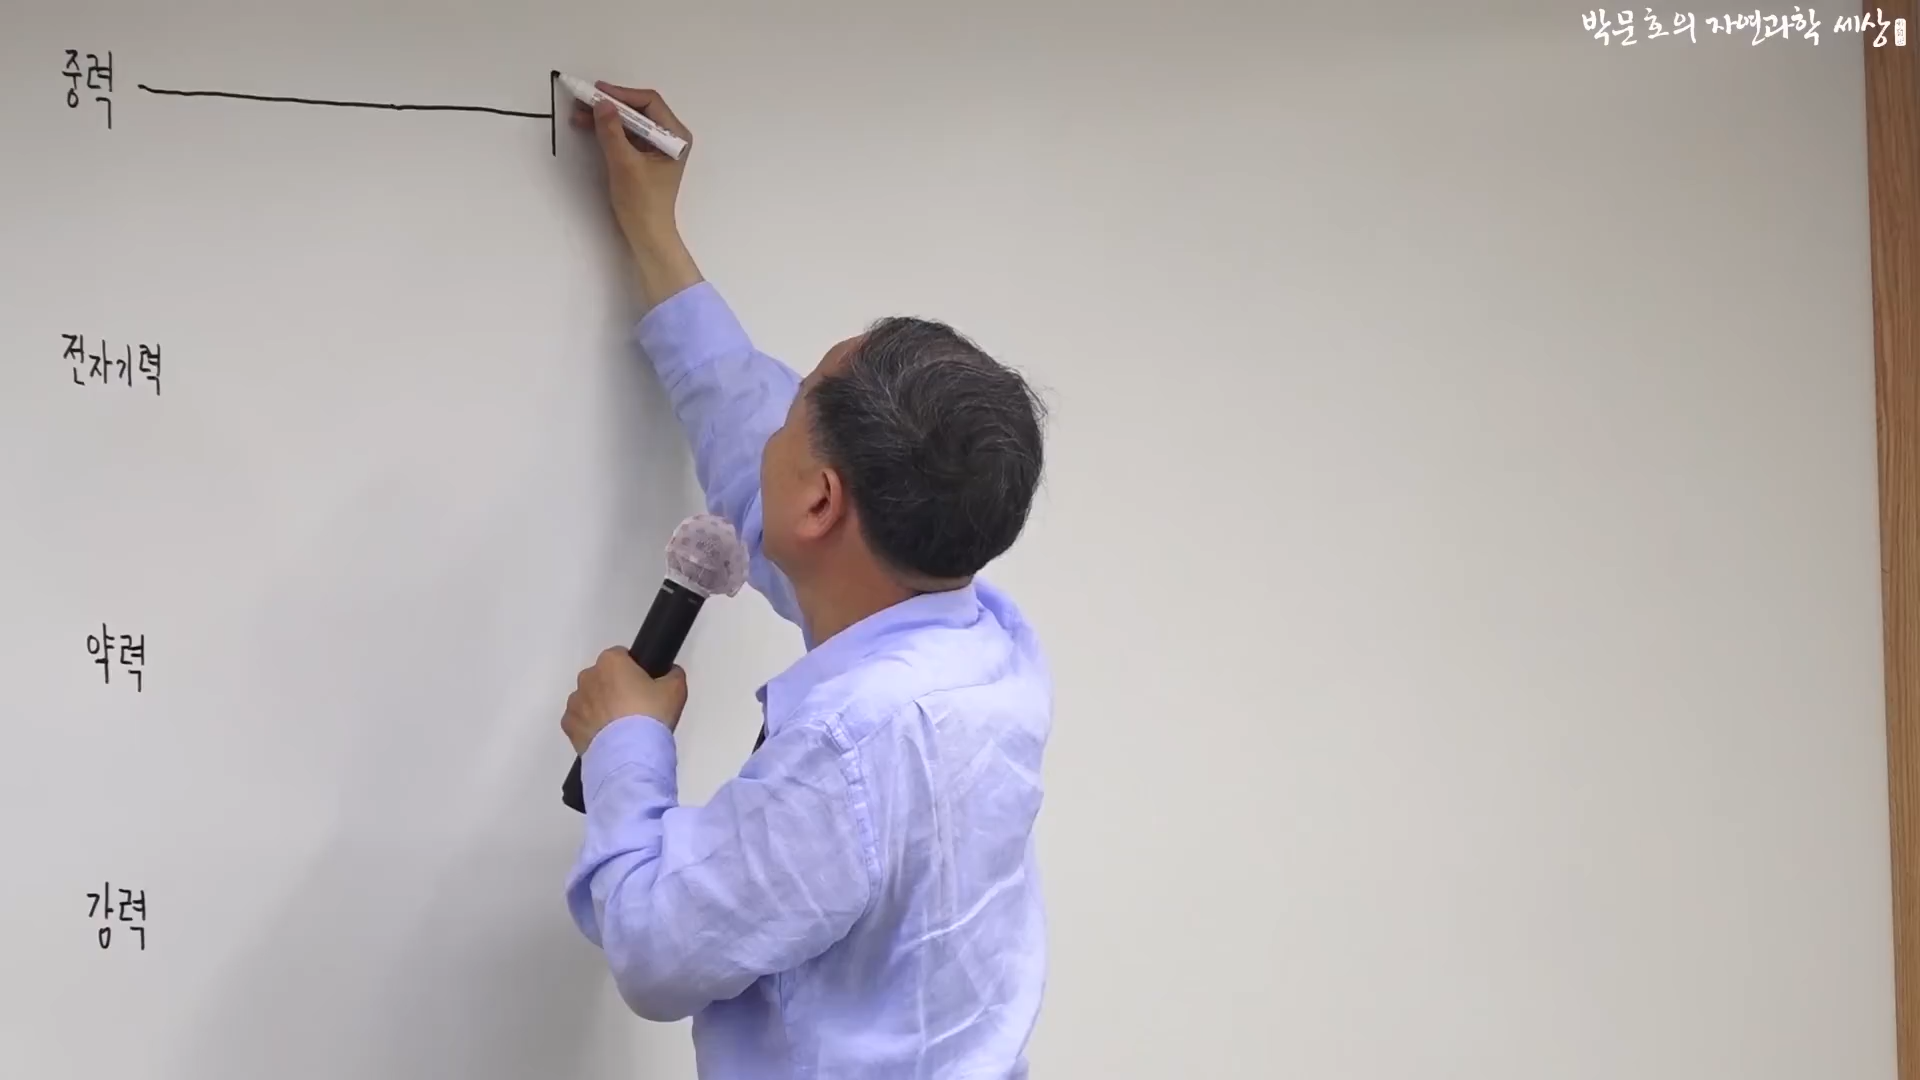 박문호의 자연과학 세상
중력
전자기력
약력
강력